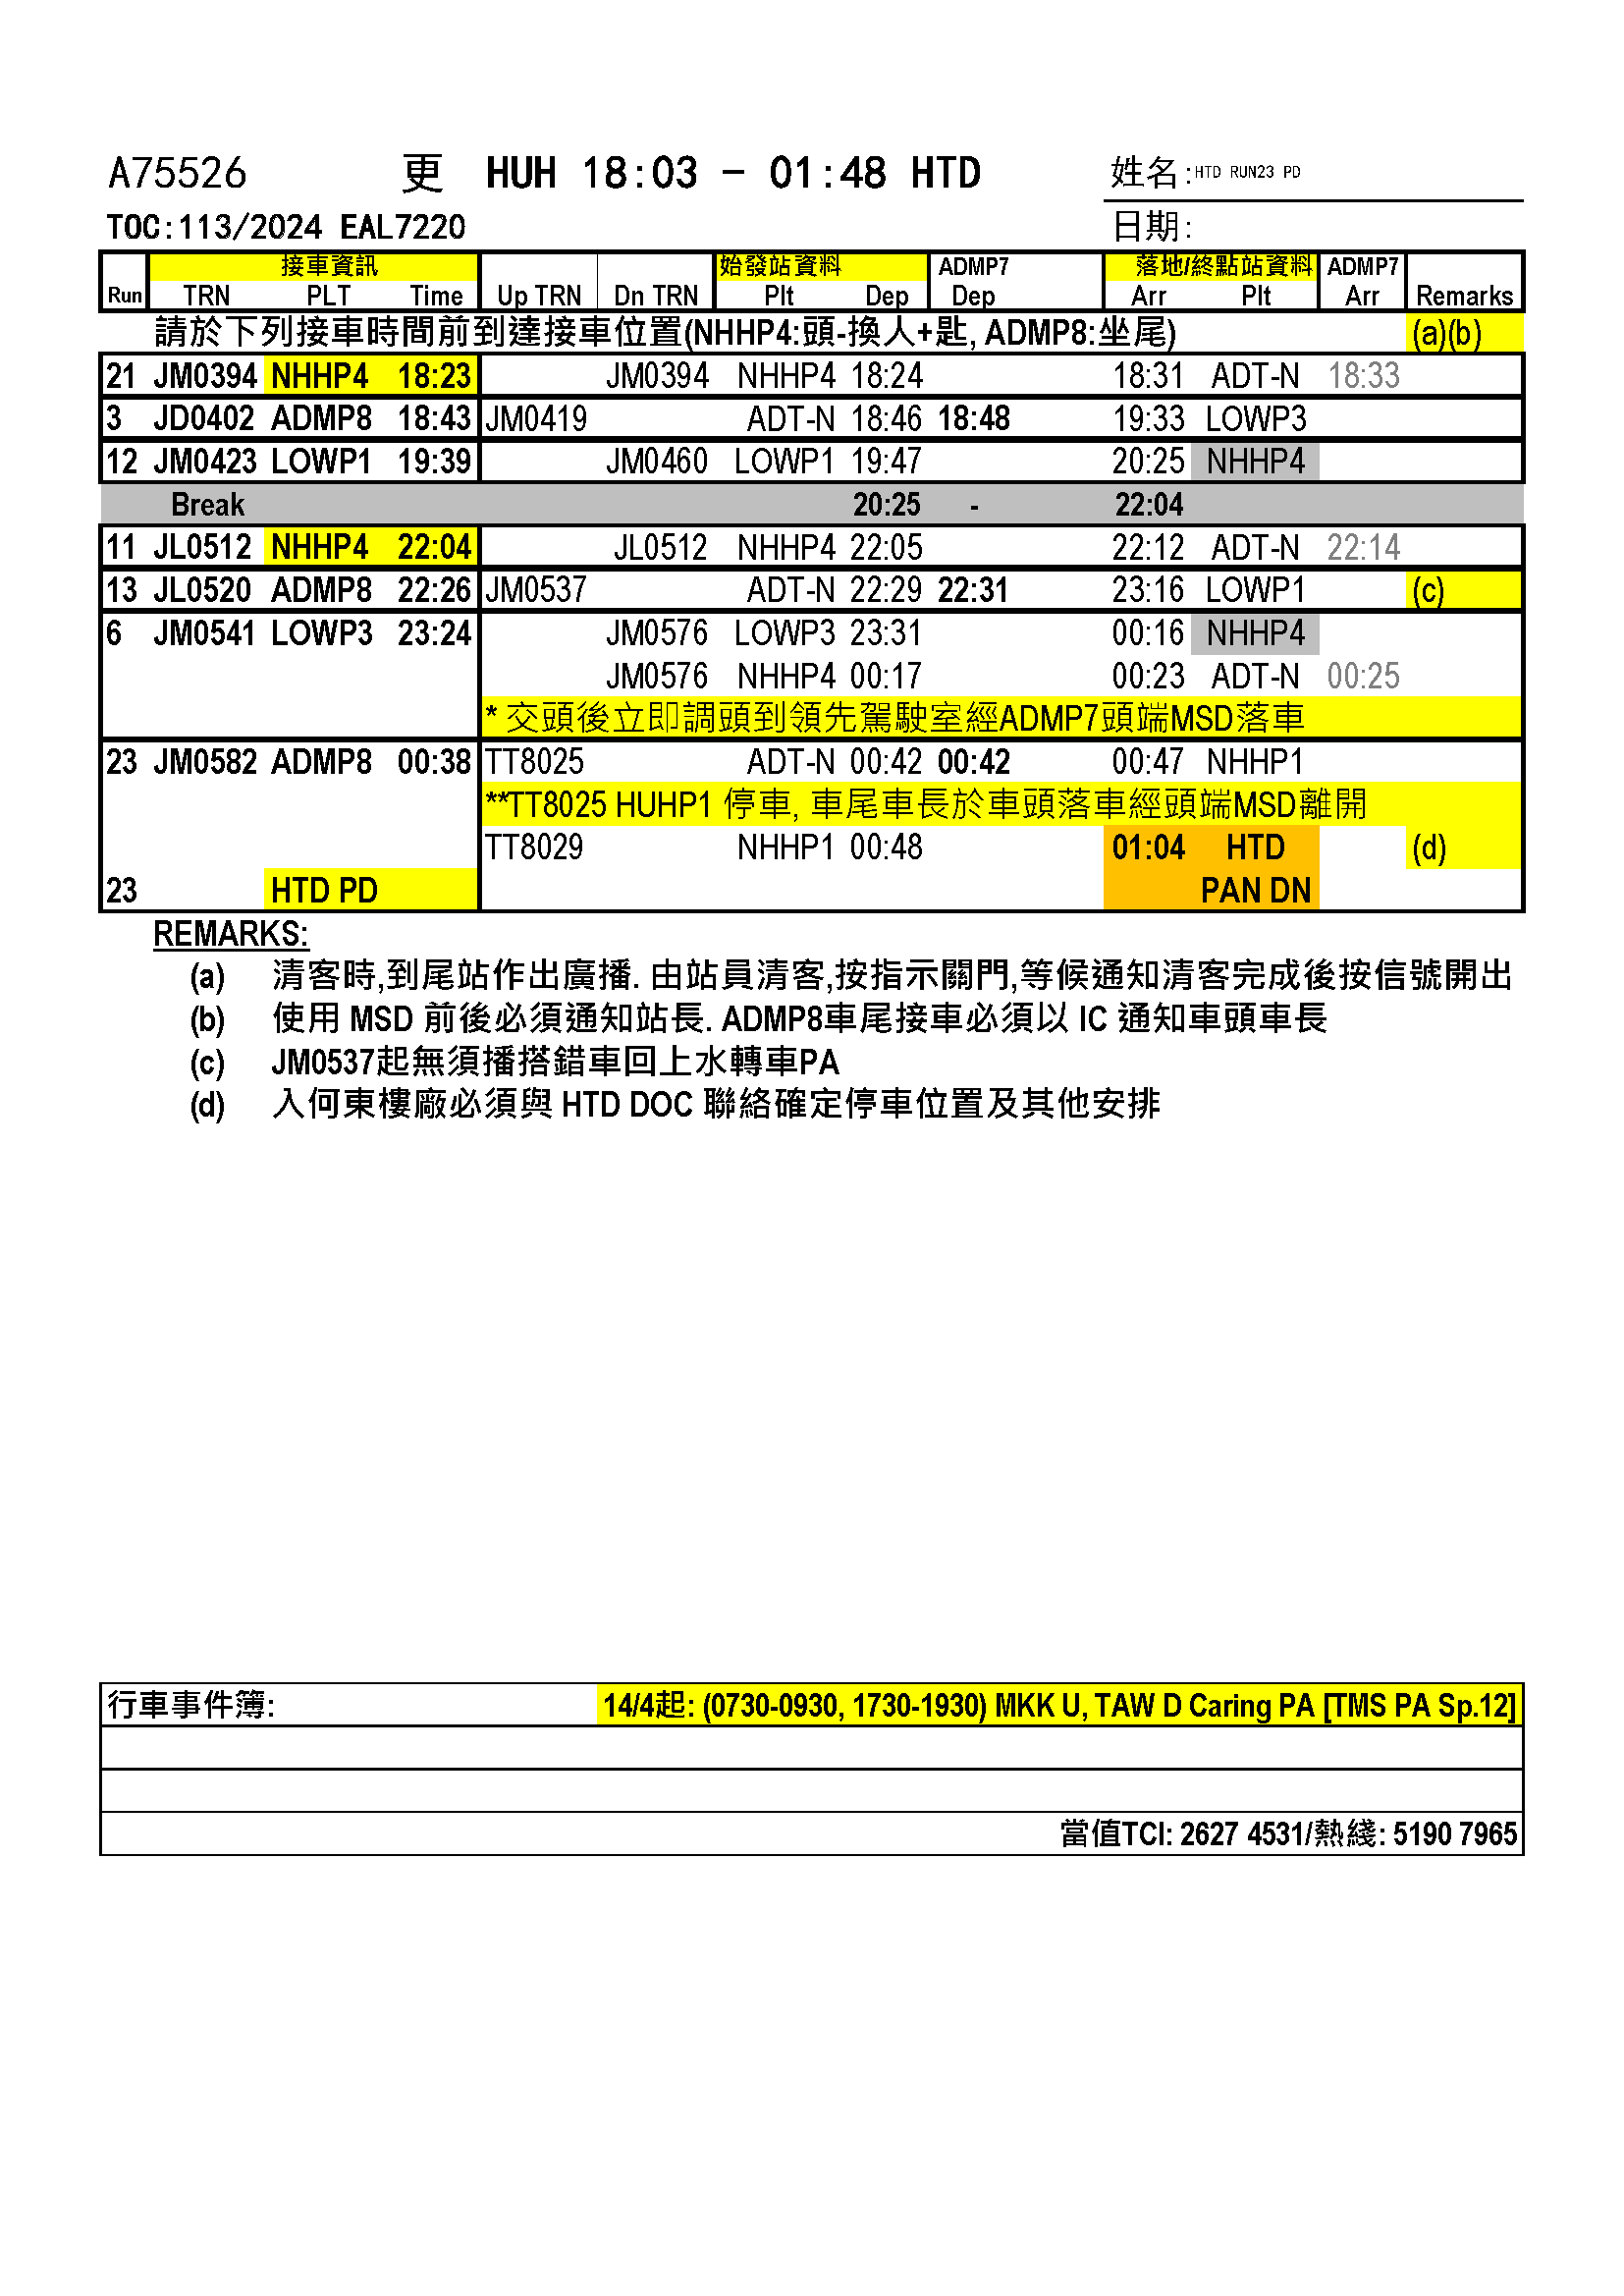 A75526 更 HUH 18:03 - 01:48 HTD 姓名:HTD RUN23 PD
TOC:113/2024 EAL7220 日期:
接車資訊 始發站資料 ADMP7 落地/終點站資料 ADMP7
Run TRN PLT Time Up TRN Dn TRN Plt Dep Dep Arr Plt Arr Remarks
請於下列接車時間前到達接車位置(NHHP4:頭-換人+匙, ADMP8:坐尾) (a)(b)
21 JM0394 NHHP4 18:23 JM0394 NHHP4 18:24 18:31 ADT-N 18:33
3 JD0402 ADMP8 18:43 JM0419 ADT-N 18:46 18:48 19:33 LOWP3
12 JM0423 LOWP1 19:39 JM0460 LOWP1 19:47 20:25 NHHP4
Break 20:25 - 22:04
11 JL0512 NHHP4 22:04 JL0512 NHHP4 22:05 22:12 ADT-N 22:14
13 JL0520 ADMP8 22:26 JM0537 ADT-N 22:29 22:31 23:16 LOWP1 (c)
6 JM0541 LOWP3 23:24 JM0576 LOWP3 23:31 00:16 NHHP4
JM0576 NHHP4 00:17 00:23 ADT-N 00:25
* 交頭後立即調頭到領先駕駛室經ADMP7頭端MSD落車
23 JM0582 ADMP8 00:38 TT8025 ADT-N 00:42 00:42 00:47 NHHP1
**TT8025 HUHP1 停車, 車尾車長於車頭落車經頭端MSD離開
TT8029 NHHP1 00:48 01:04 HTD (d)
23 HTD PD PAN DN
REMARKS:
(a) 清客時,到尾站作出廣播. 由站員清客,按指示關門,等候通知清客完成後按信號開出
(b) 使用 MSD 前後必須通知站長. ADMP8車尾接車必須以 IC 通知車頭車長
(c) JM0537起無須播搭錯車回上水轉車PA
(d) 入何東樓廠必須與 HTD DOC 聯絡確定停車位置及其他安排
行車事件簿: 14/4起: (0730-0930, 1730-1930) MKK U, TAW D Caring PA [TMS PA Sp.12]
當值TCI: 2627 4531/熱綫: 5190 7965